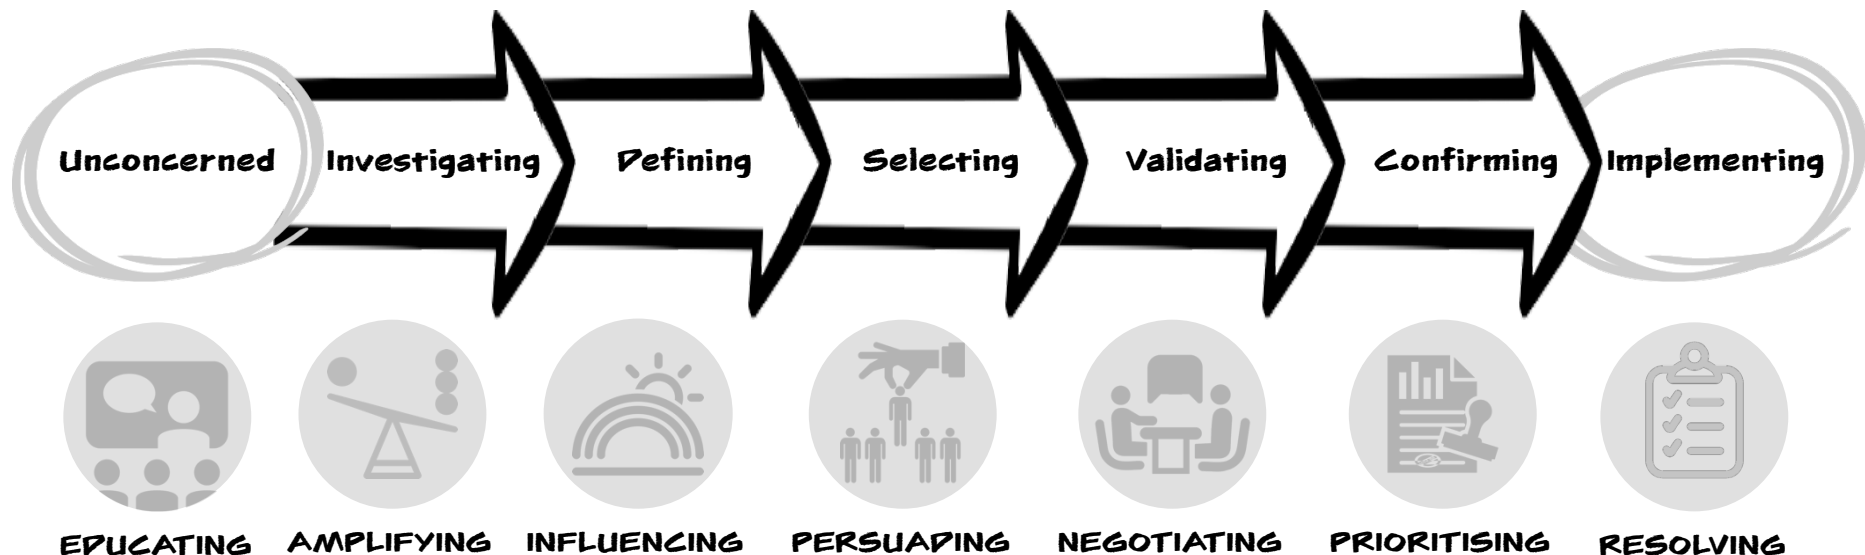 Unconcerned Investigating Defining Selecting Validating Confirming Implementing
EDUCATING AMPLIFYING INFLUENCING PERSUADING NEGOTIATING PRIORITISING RESOLVING